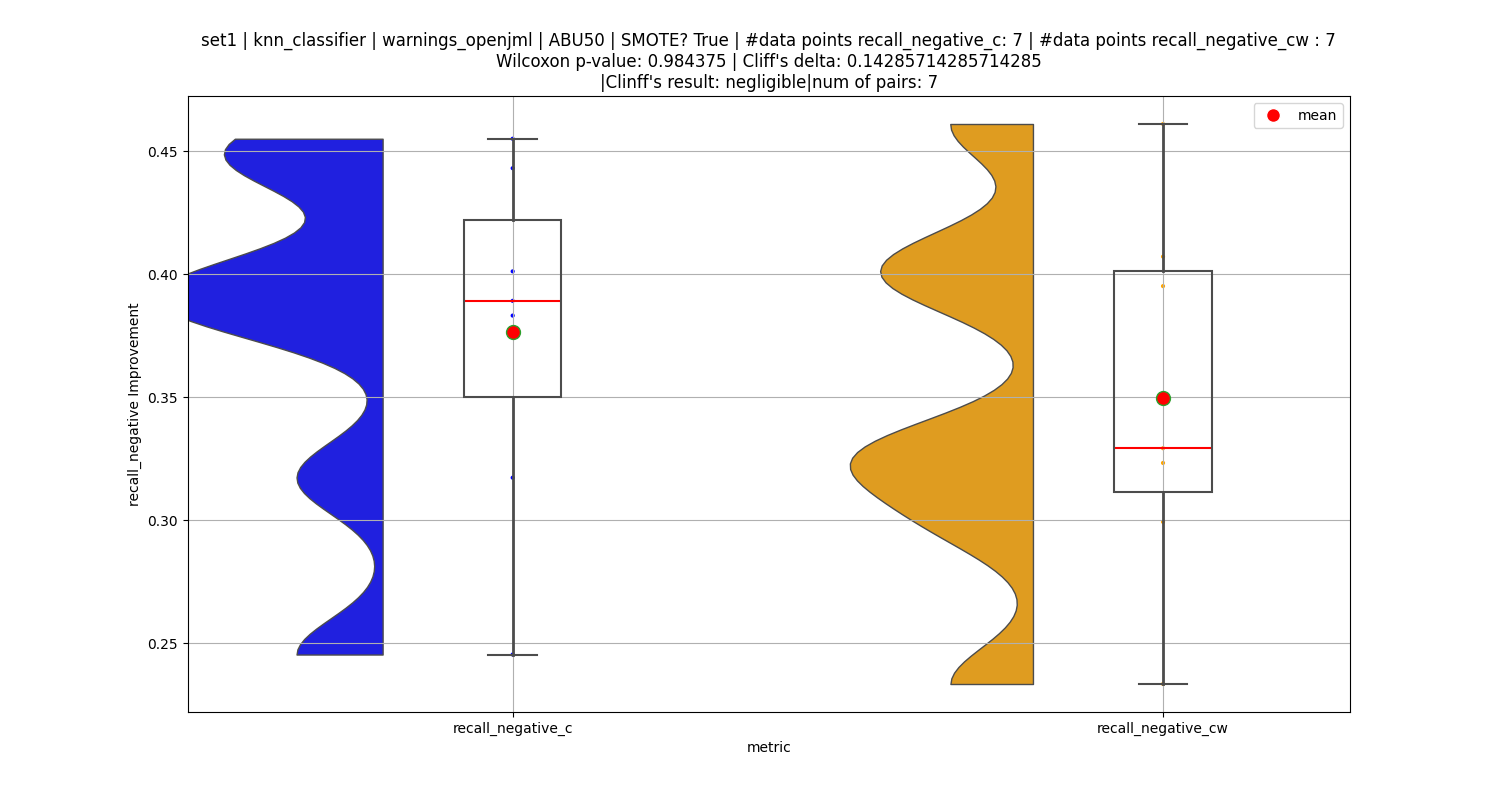 set1 | knn_classifier | warnings_openjml | ABU50 | SMOTE? True | #data points recall_negative_c: 7 | #data points recall_negative_cw : 7
Wilcoxon p-value: 0.984375 | Cliff's delta: 0.14285714285714285
|Clinff's result: negligible|num of pairs: 7
mean
recall_negative Improvement
0.45
0.40
0.35
0.30
0.25
recall_negative_c
recall_negative_cw
metric